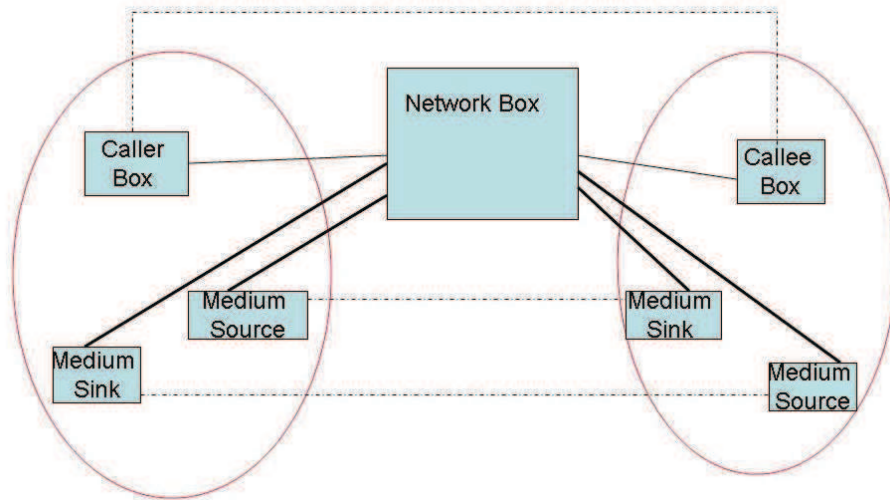 Network Box
Caller
Box
Callee
Box
Medium
Source
Medium
Sink
Medium
Sink
Medium
Source